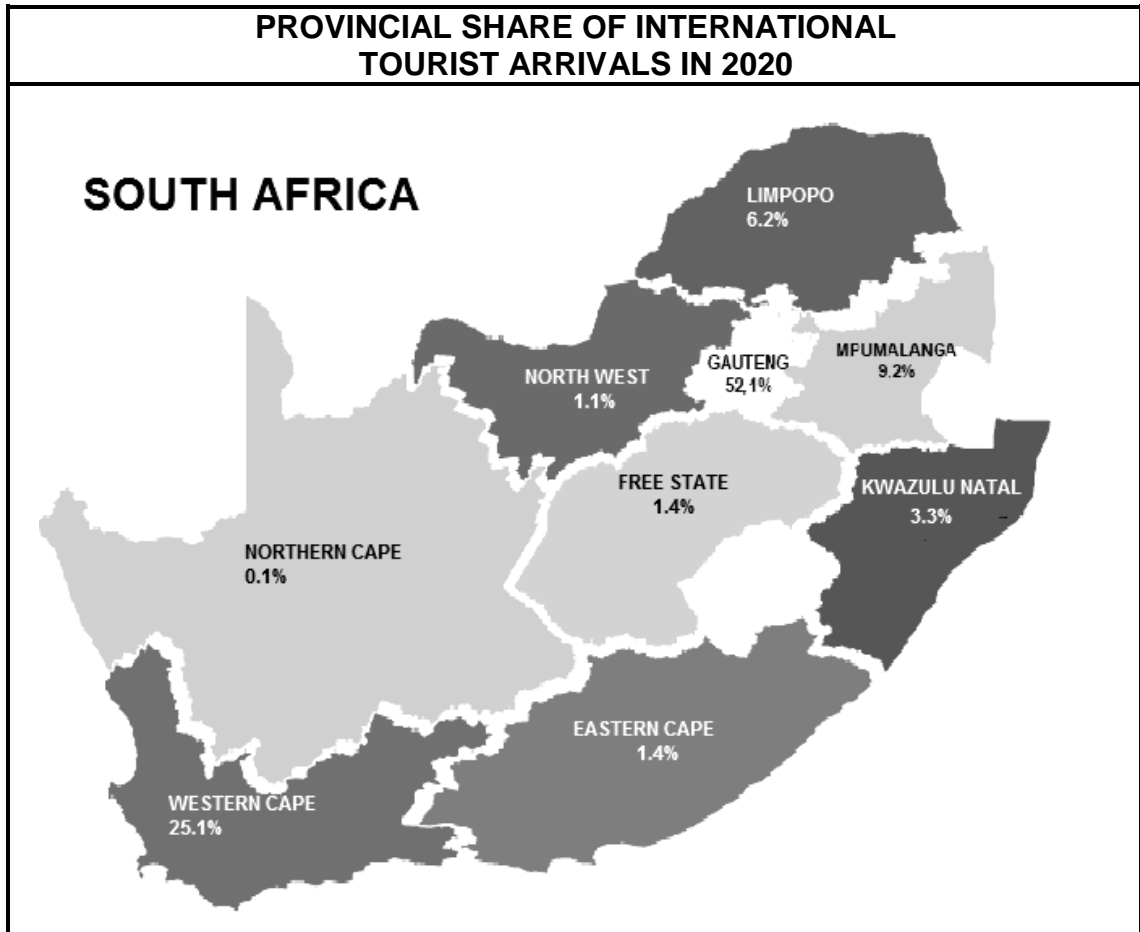 PROVINCIAL SHARE OF INTERNATIONAL
TOURIST ARRIVALS IN 2020
SOUTH AFRICA
LIMPOPO
6.2%
MPUMALANGA
9.2%
GAUTENG
52,1%
NORTH WEST
1.1%
FREE STATE
1.4%
KWAZULU NATAL
3.3%
NORTHERN CAPE
0.1%
EASTERN CAPE
1.4%
WESTERN CAPE
25.1%